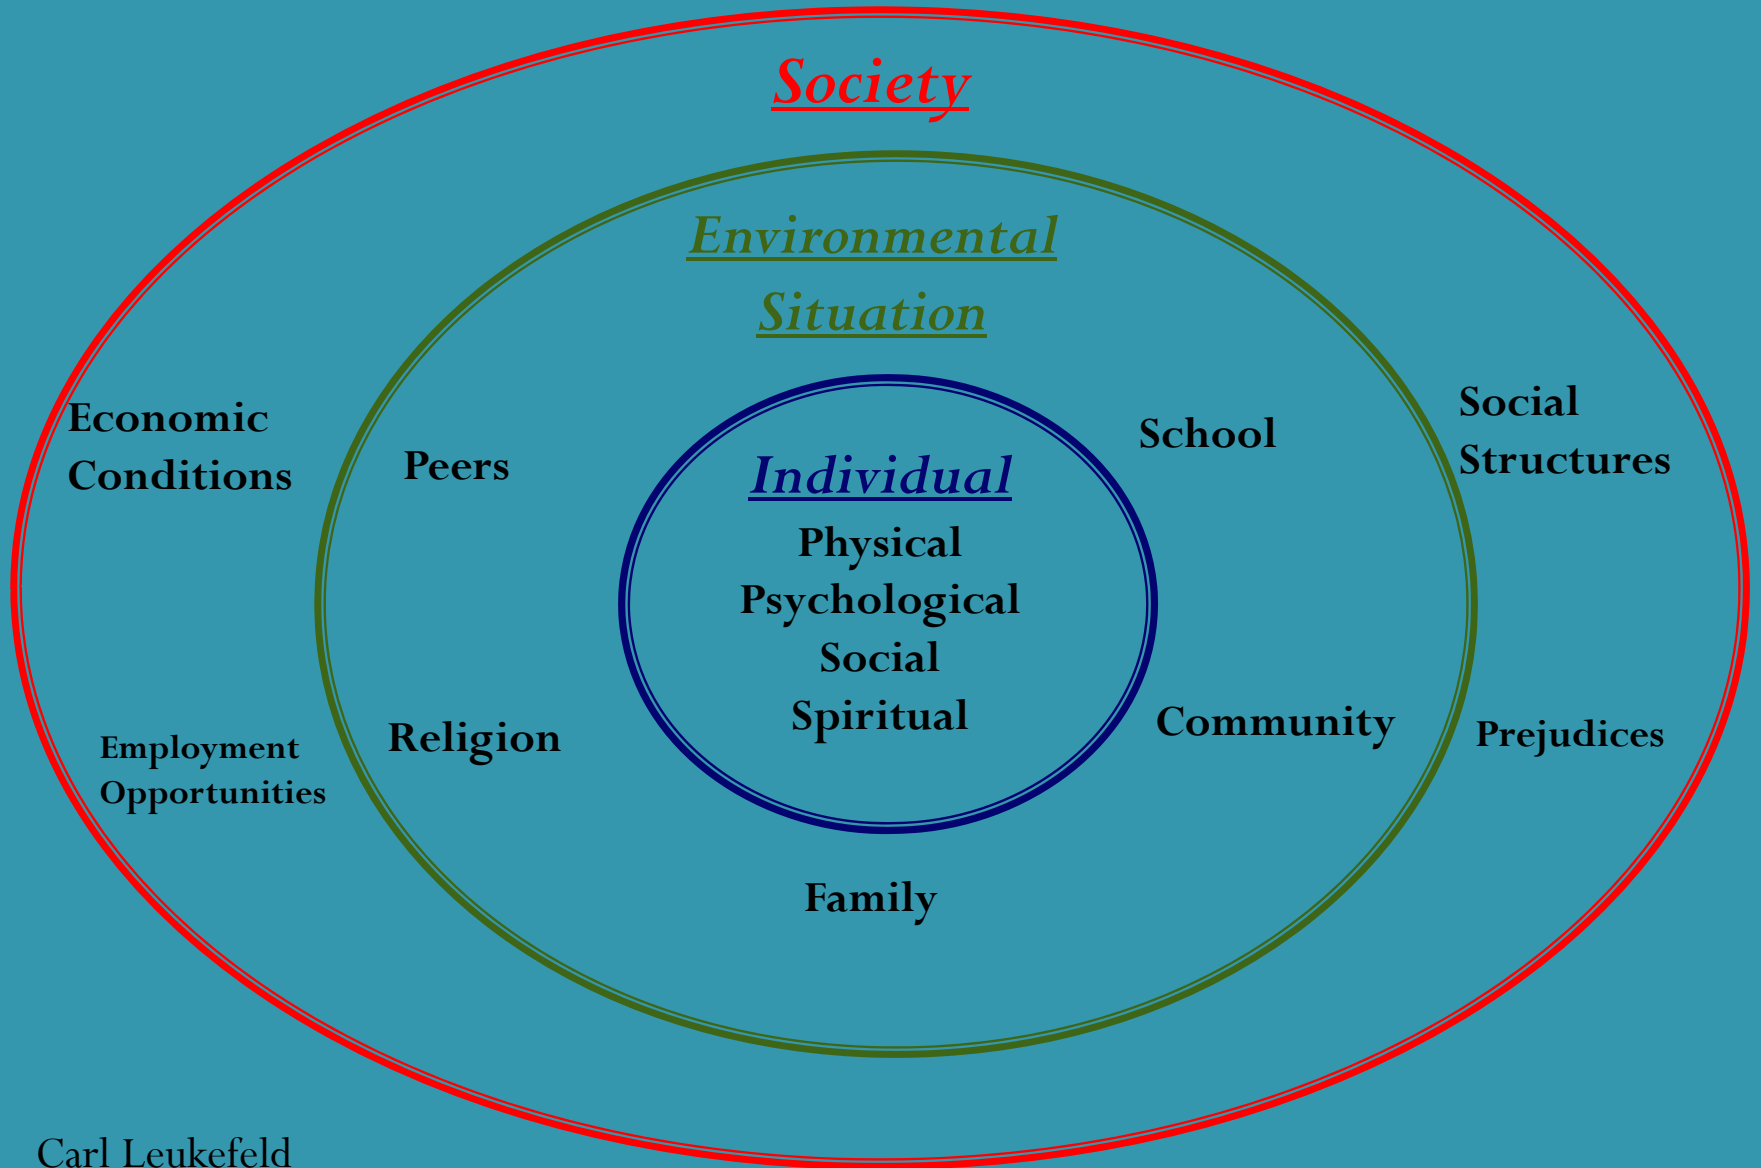 Society
Environmental
Situation
Economic
Conditions
Peers
School
Social
Structures
Individual
Physical
Psychological
Social
Spiritual
Employment
Opportunities
Religion
Community
Prejudices
Family
Carl Leukefeld